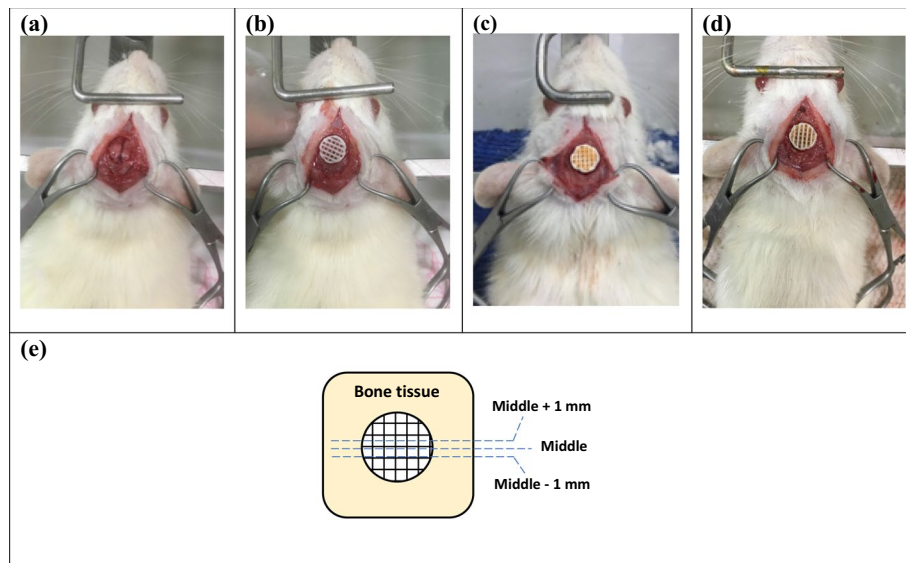 (a)
(b)
(c)
(d)
(e)
Bone tissue
Middle + 1 mm
Middle
Middle - 1 mm